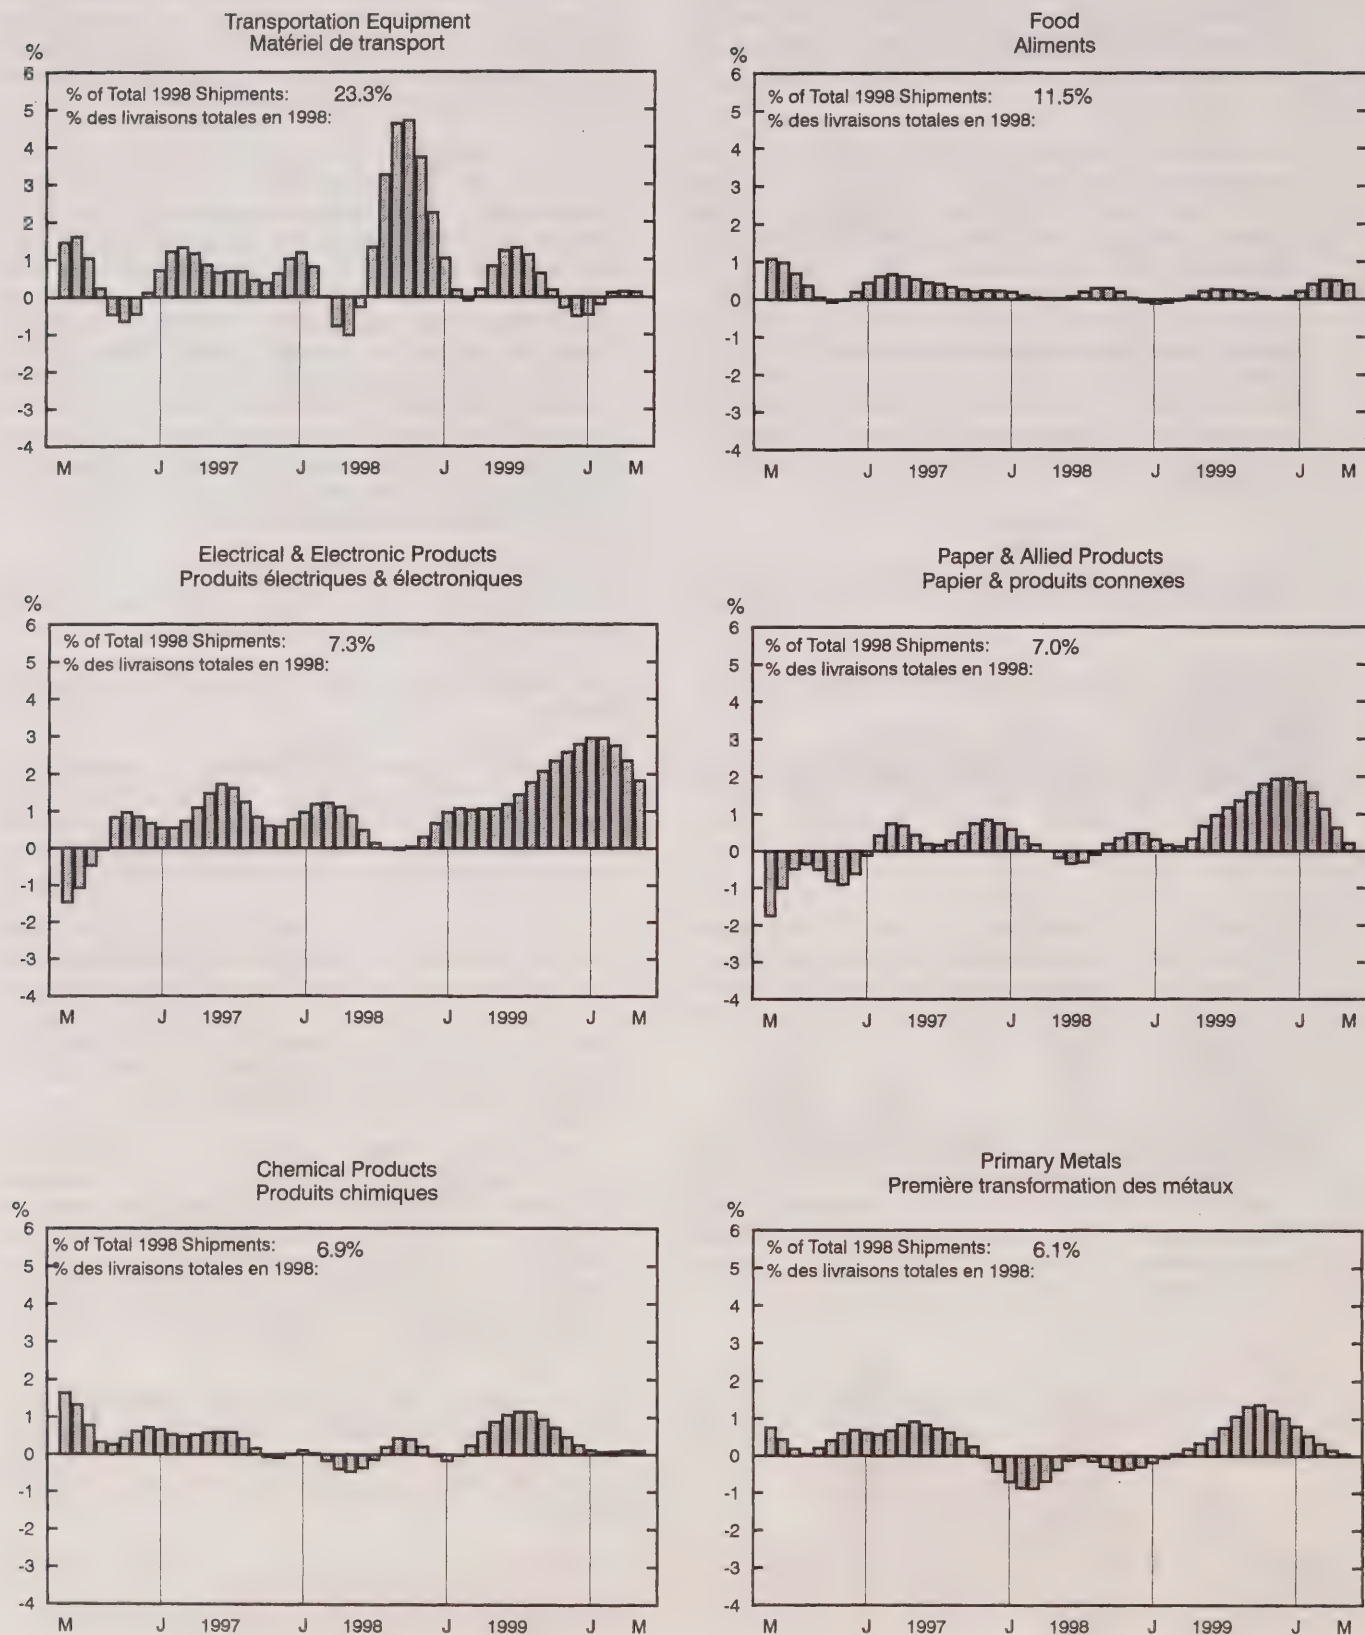 Transportation Equipment
Matériel de transport
%
6
% of Total 1998 Shipments: 23.3%
5
% des livraisons totales en 1998:
4
3
2
1
0
-1
-2
-3
-4
M J 1997 J 1998 J 1999 J M
Food
Aliments
%
6
% of Total 1998 Shipments: 11.5%
5
% des livraisons totales en 1998:
4
3
2
1
0
-1
-2
-3
-4
M J 1997 J 1998 J 1999 J M
Electrical & Electronic Products
Produits électriques & électroniques
%
6
% of Total 1998 Shipments: 7.3%
5
% des livraisons totales en 1998:
4
3
2
1
0
-1
-2
-3
-4
M J 1997 J 1998 J 1999 J M
Paper & Allied Products
Papier & produits connexes
%
6
% of Total 1998 Shipments: 7.0%
5
% des livraisons totales en 1998:
4
3
2
1
0
-1
-2
-3
-4
M J 1997 J 1998 J 1999 J M
Chemical Products
Produits chimiques
%
6
% of Total 1998 Shipments: 6.9%
5
% des livraisons totales en 1998:
4
3
2
1
0
-1
-2
-3
-4
M J 1997 J 1998 J 1999 J M
Primary Metals
Première transformation des métaux
%
6
% of Total 1998 Shipments: 6.1%
5
% des livraisons totales en 1998:
4
3
2
1
0
-1
-2
-3
-4
M J 1997 J 1998 J 1999 J M